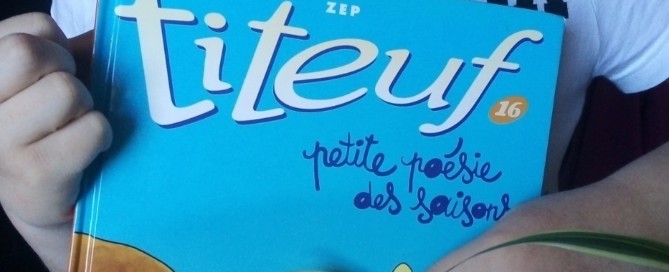 ZEP
titeuf
16
petite poésie
des saisons